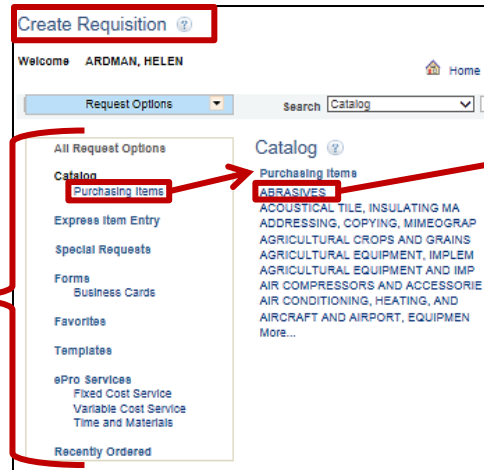 Create Requisition ?
Welcome ARDMAN, HELEN
Home
Request Options
Search Catalog
All Request Options
Catalog
Purchasing Items
Express Item Entry
Special Requests
Forms
Business Cards
Favorites
Templates
ePro Services
Fixed Cost Service
Variable Cost Service
Time and Materials
Recently Ordered
Catalog ?
Purchasing Items
ABRASIVES
ACOUSTICAL TILE, INSULATING MA
ADDRESSING, COPYING, MIMEOGRAP
AGRICULTURAL CROPS AND GRAINS
AGRICULTURAL EQUIPMENT, IMPLEM
AGRICULTURAL EQUIPMENT AND IMP
AIR COMPRESSORS AND ACCESSORIE
AIR CONDITIONING, HEATING, AND
AIRCRAFT AND AIRPORT, EQUIPMEN
More...